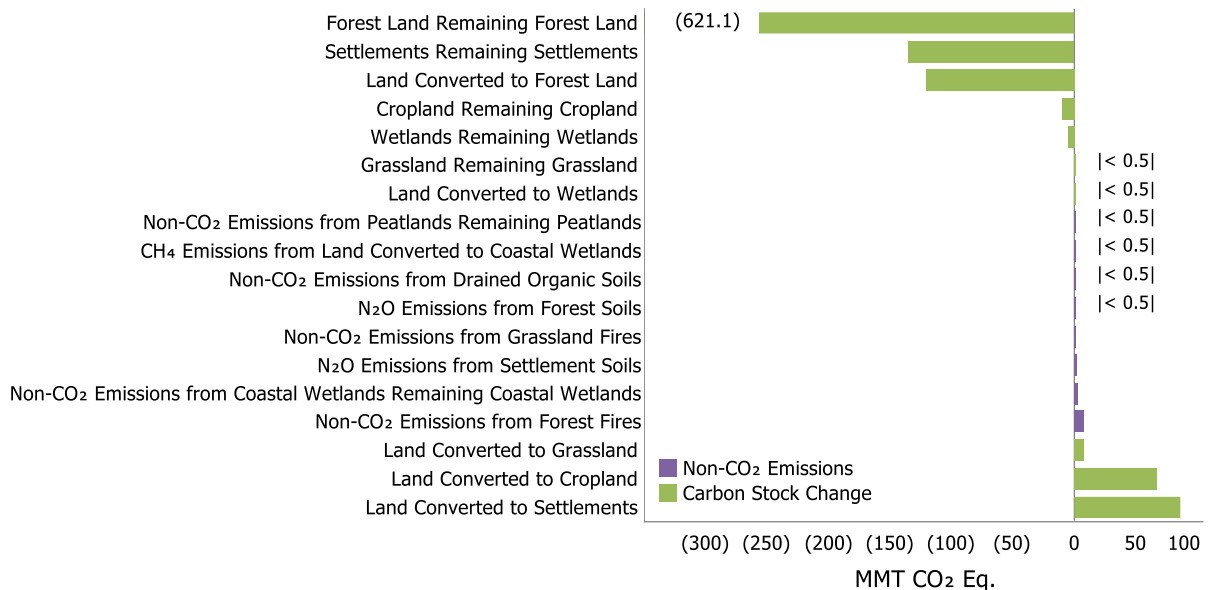 Forest Land Remaining Forest Land (621.1)
Settlements Remaining Settlements
Land Converted to Forest Land
Cropland Remaining Cropland
Wetlands Remaining Wetlands
Grassland Remaining Grassland |< 0.5|
Land Converted to Wetlands |< 0.5|
Non-CO₂ Emissions from Peatlands Remaining Peatlands |< 0.5|
CH₄ Emissions from Land Converted to Coastal Wetlands |< 0.5|
Non-CO₂ Emissions from Drained Organic Soils |< 0.5|
N₂O Emissions from Forest Soils |< 0.5|
Non-CO₂ Emissions from Grassland Fires
N₂O Emissions from Settlement Soils
Non-CO₂ Emissions from Coastal Wetlands Remaining Coastal Wetlands
Non-CO₂ Emissions from Forest Fires
Land Converted to Grassland
Land Converted to Cropland
Land Converted to Settlements
Non-CO₂ Emissions
Carbon Stock Change
(300) (250) (200) (150) (100) (50) 0 50 100
MMT CO₂ Eq.